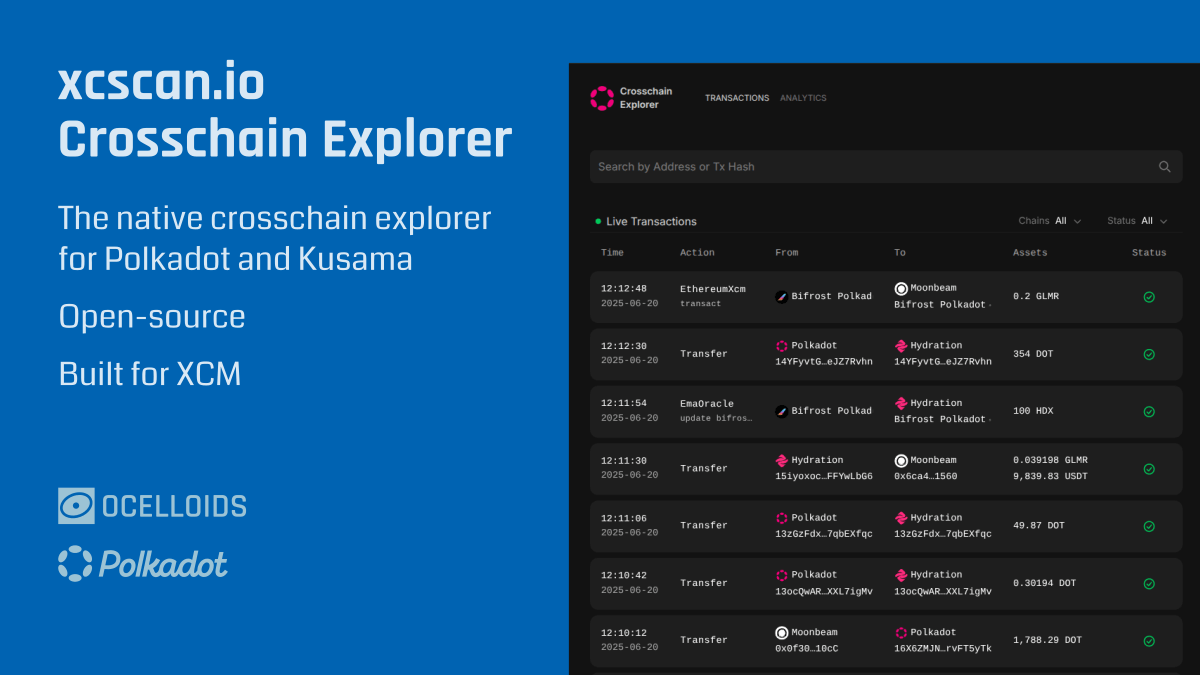 xcscan.io
Crosschain Explorer
The native crosschain explorer
for Polkadot and Kusama
Open-source
Built for XCM
OCELLOIDS
Polkadot
Crosschain
Explorer
TRANSACTIONS ANALYTICS
Search by Address or Tx Hash
Live Transactions Chains All Status All
Time Action From To Assets Status
12:12:48 EthereumXcm Bifrost Polkad Moonbeam 0.2 GLMR
2025-06-20 transact Bifrost Polkadot ·
12:12:30 Transfer Polkadot Hydration 354 DOT
2025-06-20 14YFyvtG…eJZ7Rvhn 14YFyvtG…eJZ7Rvhn
12:11:54 EmaOracle Bifrost Polkad Hydration 100 HDX
2025-06-20 update bifros… Bifrost Polkadot ·
12:11:30 Transfer Hydration Moonbeam 0.039198 GLMR
2025-06-20 15iyoxoc…FFYwLbG6 0x6ca4…1560 9,839.83 USDT
12:11:06 Transfer Polkadot Hydration 49.87 DOT
2025-06-20 13zGzFdx…7qbEXfqc 13zGzFdx…7qbEXfqc
12:10:42 Transfer Polkadot Hydration 0.30194 DOT
2025-06-20 13ocQwAR…XXL7igMv 13ocQwAR…XXL7igMv
12:10:12 Transfer Moonbeam Polkadot 1,788.29 DOT
2025-06-20 0x0f30…10cC 16X6ZMJN…rvFT5yTk